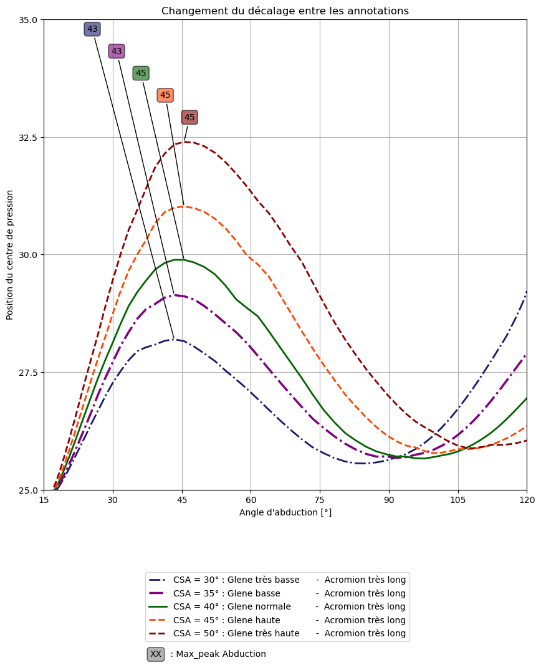 Changement du décalage entre les annotations
35.0
43
43
45
45
45
32.5
30.0
27.5
25.0
Position du centre de pression
15 30 45 60 75 90 105 120
Angle d'abduction [°]
CSA = 30° : Glene très basse - Acromion très long
CSA = 35° : Glene basse - Acromion très long
CSA = 40° : Glene normale - Acromion très long
CSA = 45° : Glene haute - Acromion très long
CSA = 50° : Glene très haute - Acromion très long
XX : Max_peak Abduction